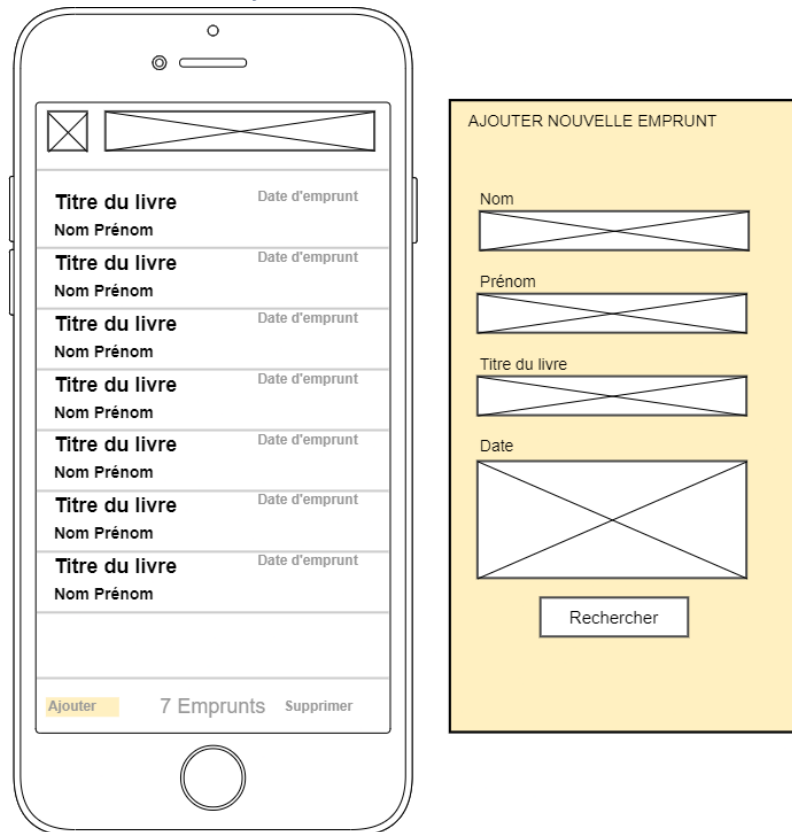 Titre du livre
Date d'emprunt
Nom Prénom
Titre du livre
Date d'emprunt
Nom Prénom
Titre du livre
Date d'emprunt
Nom Prénom
Titre du livre
Date d'emprunt
Nom Prénom
Titre du livre
Date d'emprunt
Nom Prénom
Titre du livre
Date d'emprunt
Nom Prénom
Titre du livre
Date d'emprunt
Nom Prénom
Ajouter
7 Emprunts
Supprimer
AJOUTER NOUVELLE EMPRUNT
Nom
Prénom
Titre du livre
Date
Rechercher